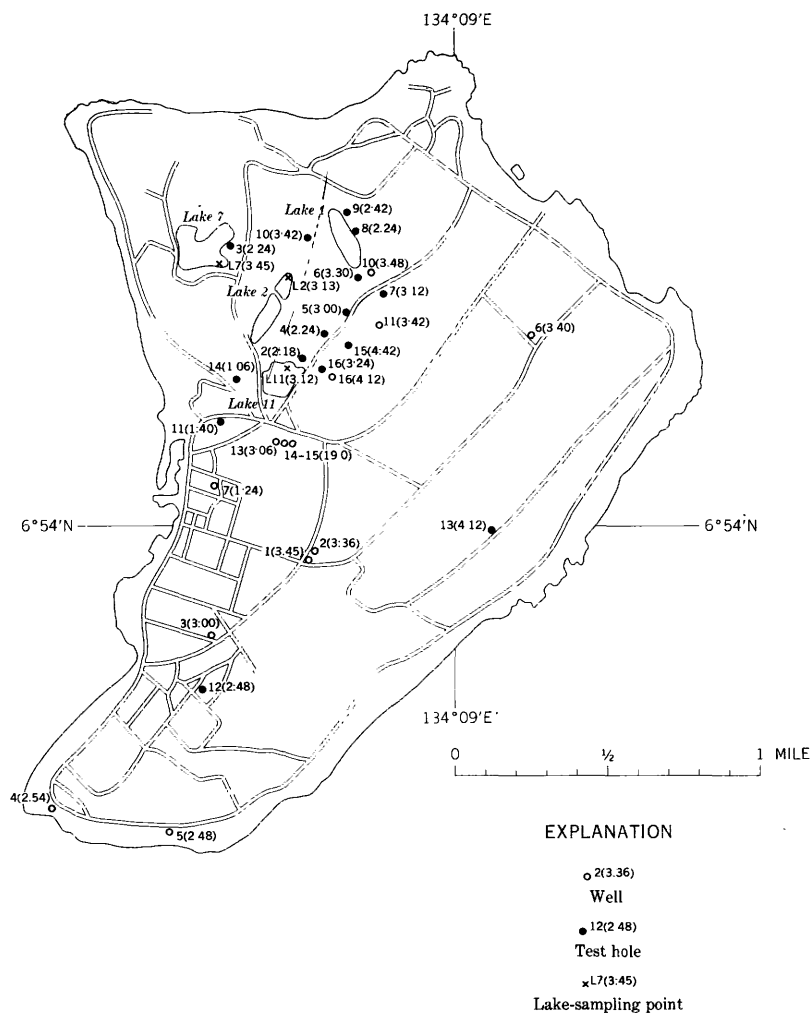 134°09'E
Lake 7
Lake 1
9(2·42)
8(2.24)
10(3·42)
3(2 24)
L7(3 45)
10(3.48)
6(3.30)
L2(3 13)
7(3 12)
Lake 2
5(3 00)
11(3·42)
4(2.24)
6(3 40)
15(4:42)
2(2:18)
16(3·24)
14(1 06)
L11(3.12)
16(4 12)
Lake 11
11(1:40)
13(3·06)
14-15(19 0)
7(1·24)
6°54'N
6°54'N
13(4 12)
2(3:36)
1(3.45)
3(3:00)
12(2:48)
134°09'E
0 ½ 1 MILE
4(2.54)
5(2 48)
EXPLANATION
2(3.36)
Well
12(2 48)
Test hole
L7(3:45)
Lake-sampling point